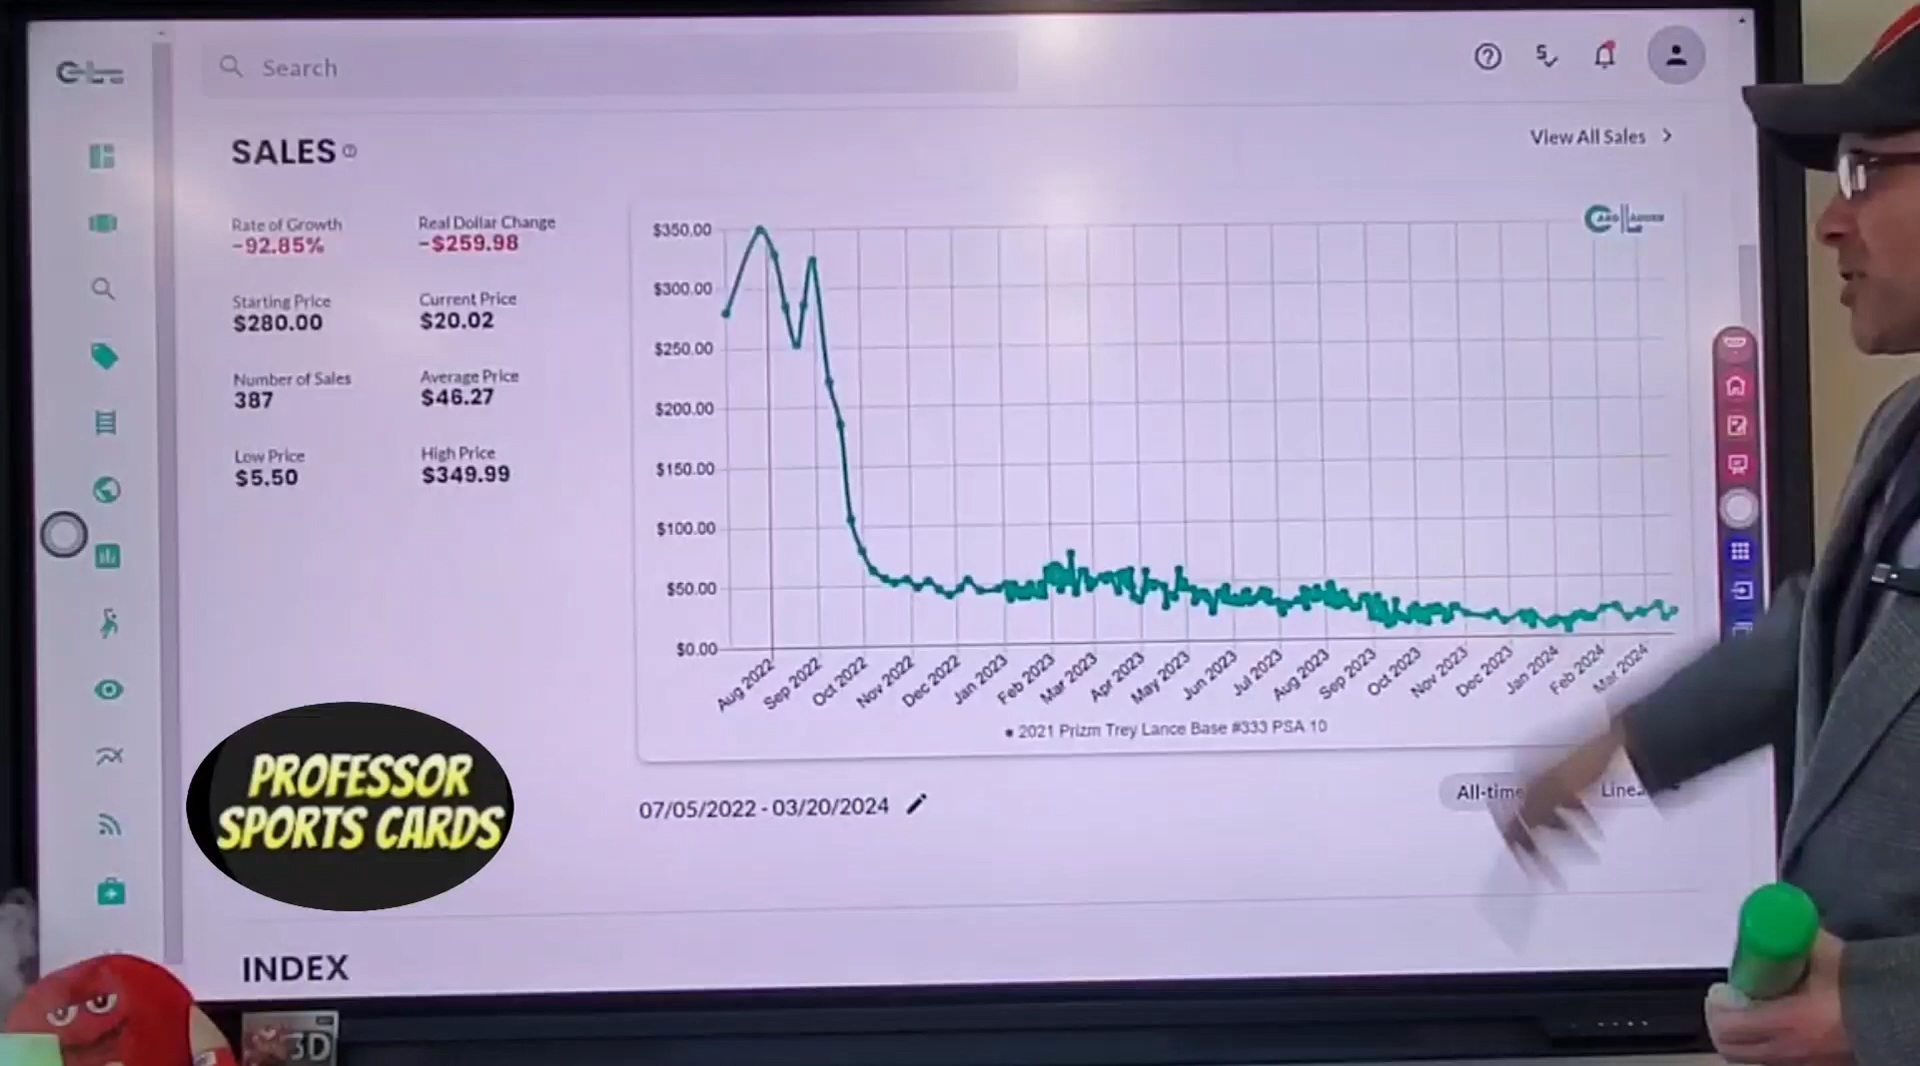 Search
SALES
View All Sales
Rate of Growth
-92.85%
Real Dollar Change
-$259.98
Starting Price
$280.00
Current Price
$20.02
Number of Sales
387
Average Price
$46.27
Low Price
$5.50
High Price
$349.99
CARD LADDER
$350.00
$300.00
$250.00
$200.00
$150.00
$100.00
$50.00
$0.00
Aug 2022
Sep 2022
Oct 2022
Nov 2022
Dec 2022
Jan 2023
Feb 2023
Mar 2023
Apr 2023
May 2023
Jun 2023
Jul 2023
Aug 2023
Sep 2023
Oct 2023
Nov 2023
Dec 2023
Jan 2024
Feb 2024
Mar 2024
2021 Prizm Trey Lance Base #333 PSA 10
07/05/2022 - 03/20/2024
All-time
PROFESSOR
SPORTS CARDS
INDEX
3D